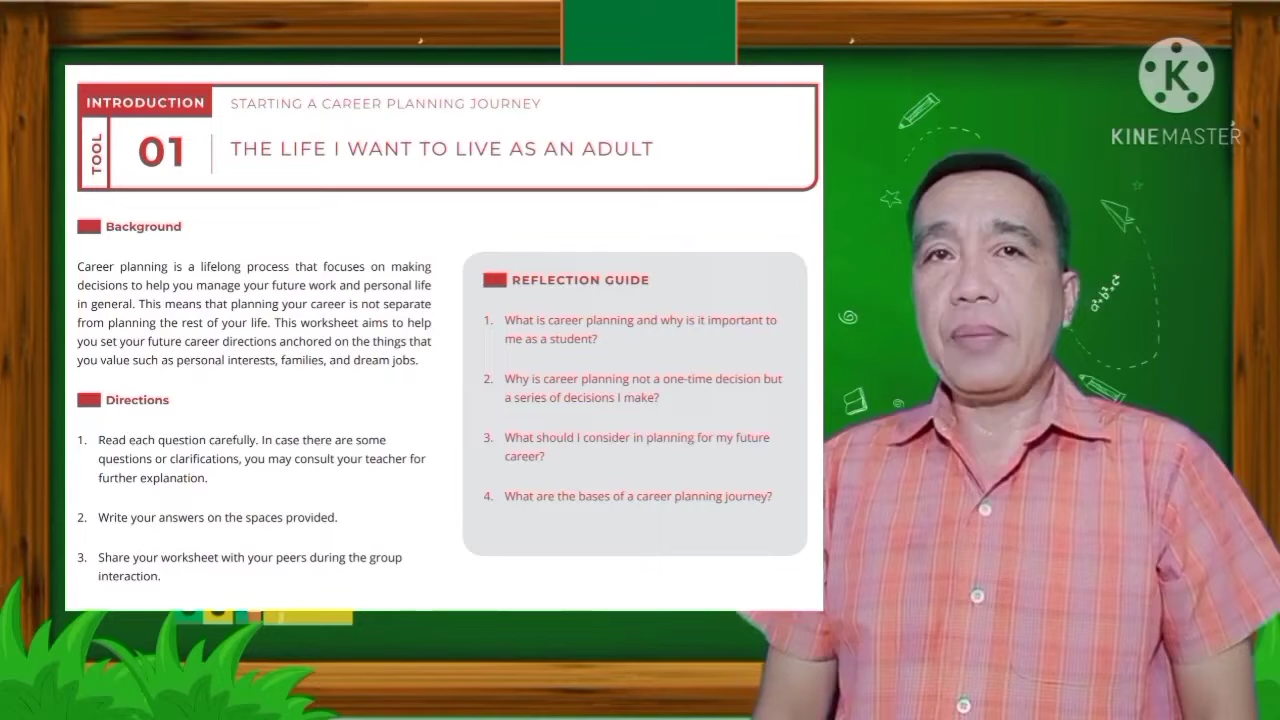 INTRODUCTION
STARTING A CAREER PLANNING JOURNEY
TOOL
01
THE LIFE I WANT TO LIVE AS AN ADULT
Background
Career planning is a lifelong process that focuses on making
decisions to help you manage your future work and personal life
in general. This means that planning your career is not separate
from planning the rest of your life. This worksheet aims to help
you set your future career directions anchored on the things that
you value such as personal interests, families, and dream jobs.
Directions
1. Read each question carefully. In case there are some
questions or clarifications, you may consult your teacher for
further explanation.
2. Write your answers on the spaces provided.
3. Share your worksheet with your peers during the group
interaction.
REFLECTION GUIDE
1. What is career planning and why is it important to
me as a student?
2. Why is career planning not a one-time decision but
a series of decisions I make?
3. What should I consider in planning for my future
career?
4. What are the bases of a career planning journey?
K
KINEMASTER
a²+b²=c²